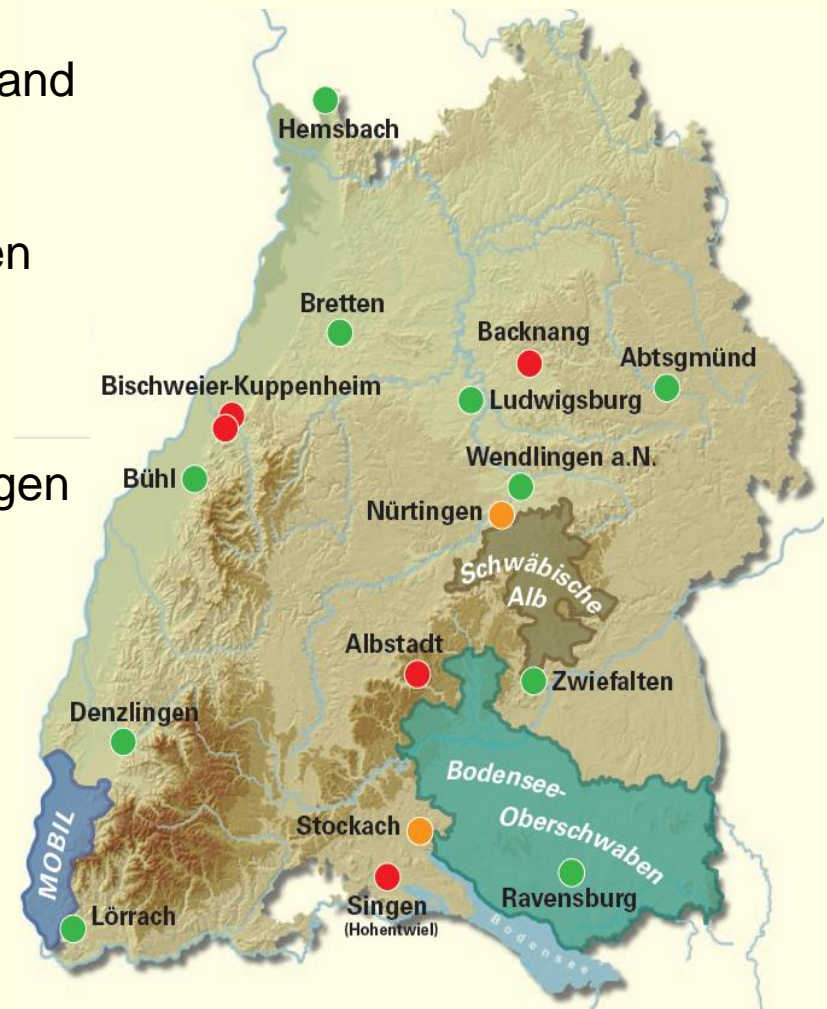 and
Hemsbach
en
Bretten
Backnang
Abtsgmünd
Bischweier-Kuppenheim
Ludwigsburg
Wendlingen a.N.
Bühl
gen
Nürtingen
Schwäbische
Alb
Albstadt
Zwiefalten
Denzlingen
Bodensee-
Oberschwaben
MOBIL
Stockach
Ravensburg
Singen
(Hohentwiel)
Lörrach
Bodensee